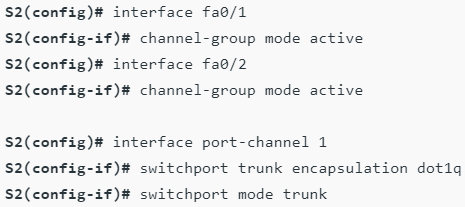 S2(config)# interface fa0/1
S2(config-if)# channel-group mode active
S2(config)# interface fa0/2
S2(config-if)# channel-group mode active
S2(config)# interface port-channel 1
S2(config-if)# switchport trunk encapsulation dot1q
S2(config-if)# switchport mode trunk